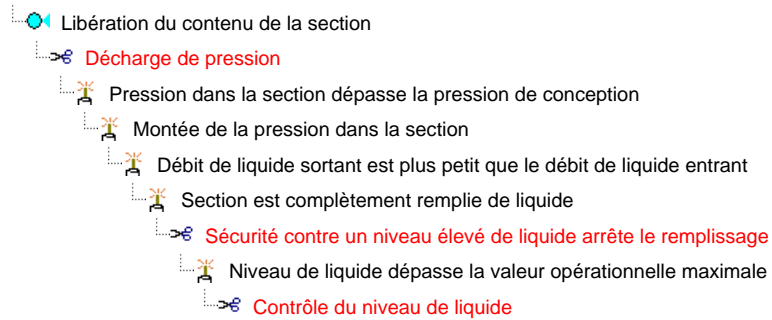 Libération du contenu de la section
Décharge de pression
Pression dans la section dépasse la pression de conception
Montée de la pression dans la section
Débit de liquide sortant est plus petit que le débit de liquide entrant
Section est complètement remplie de liquide
Sécurité contre un niveau élevé de liquide arrête le remplissage
Niveau de liquide dépasse la valeur opérationnelle maximale
Contrôle du niveau de liquide